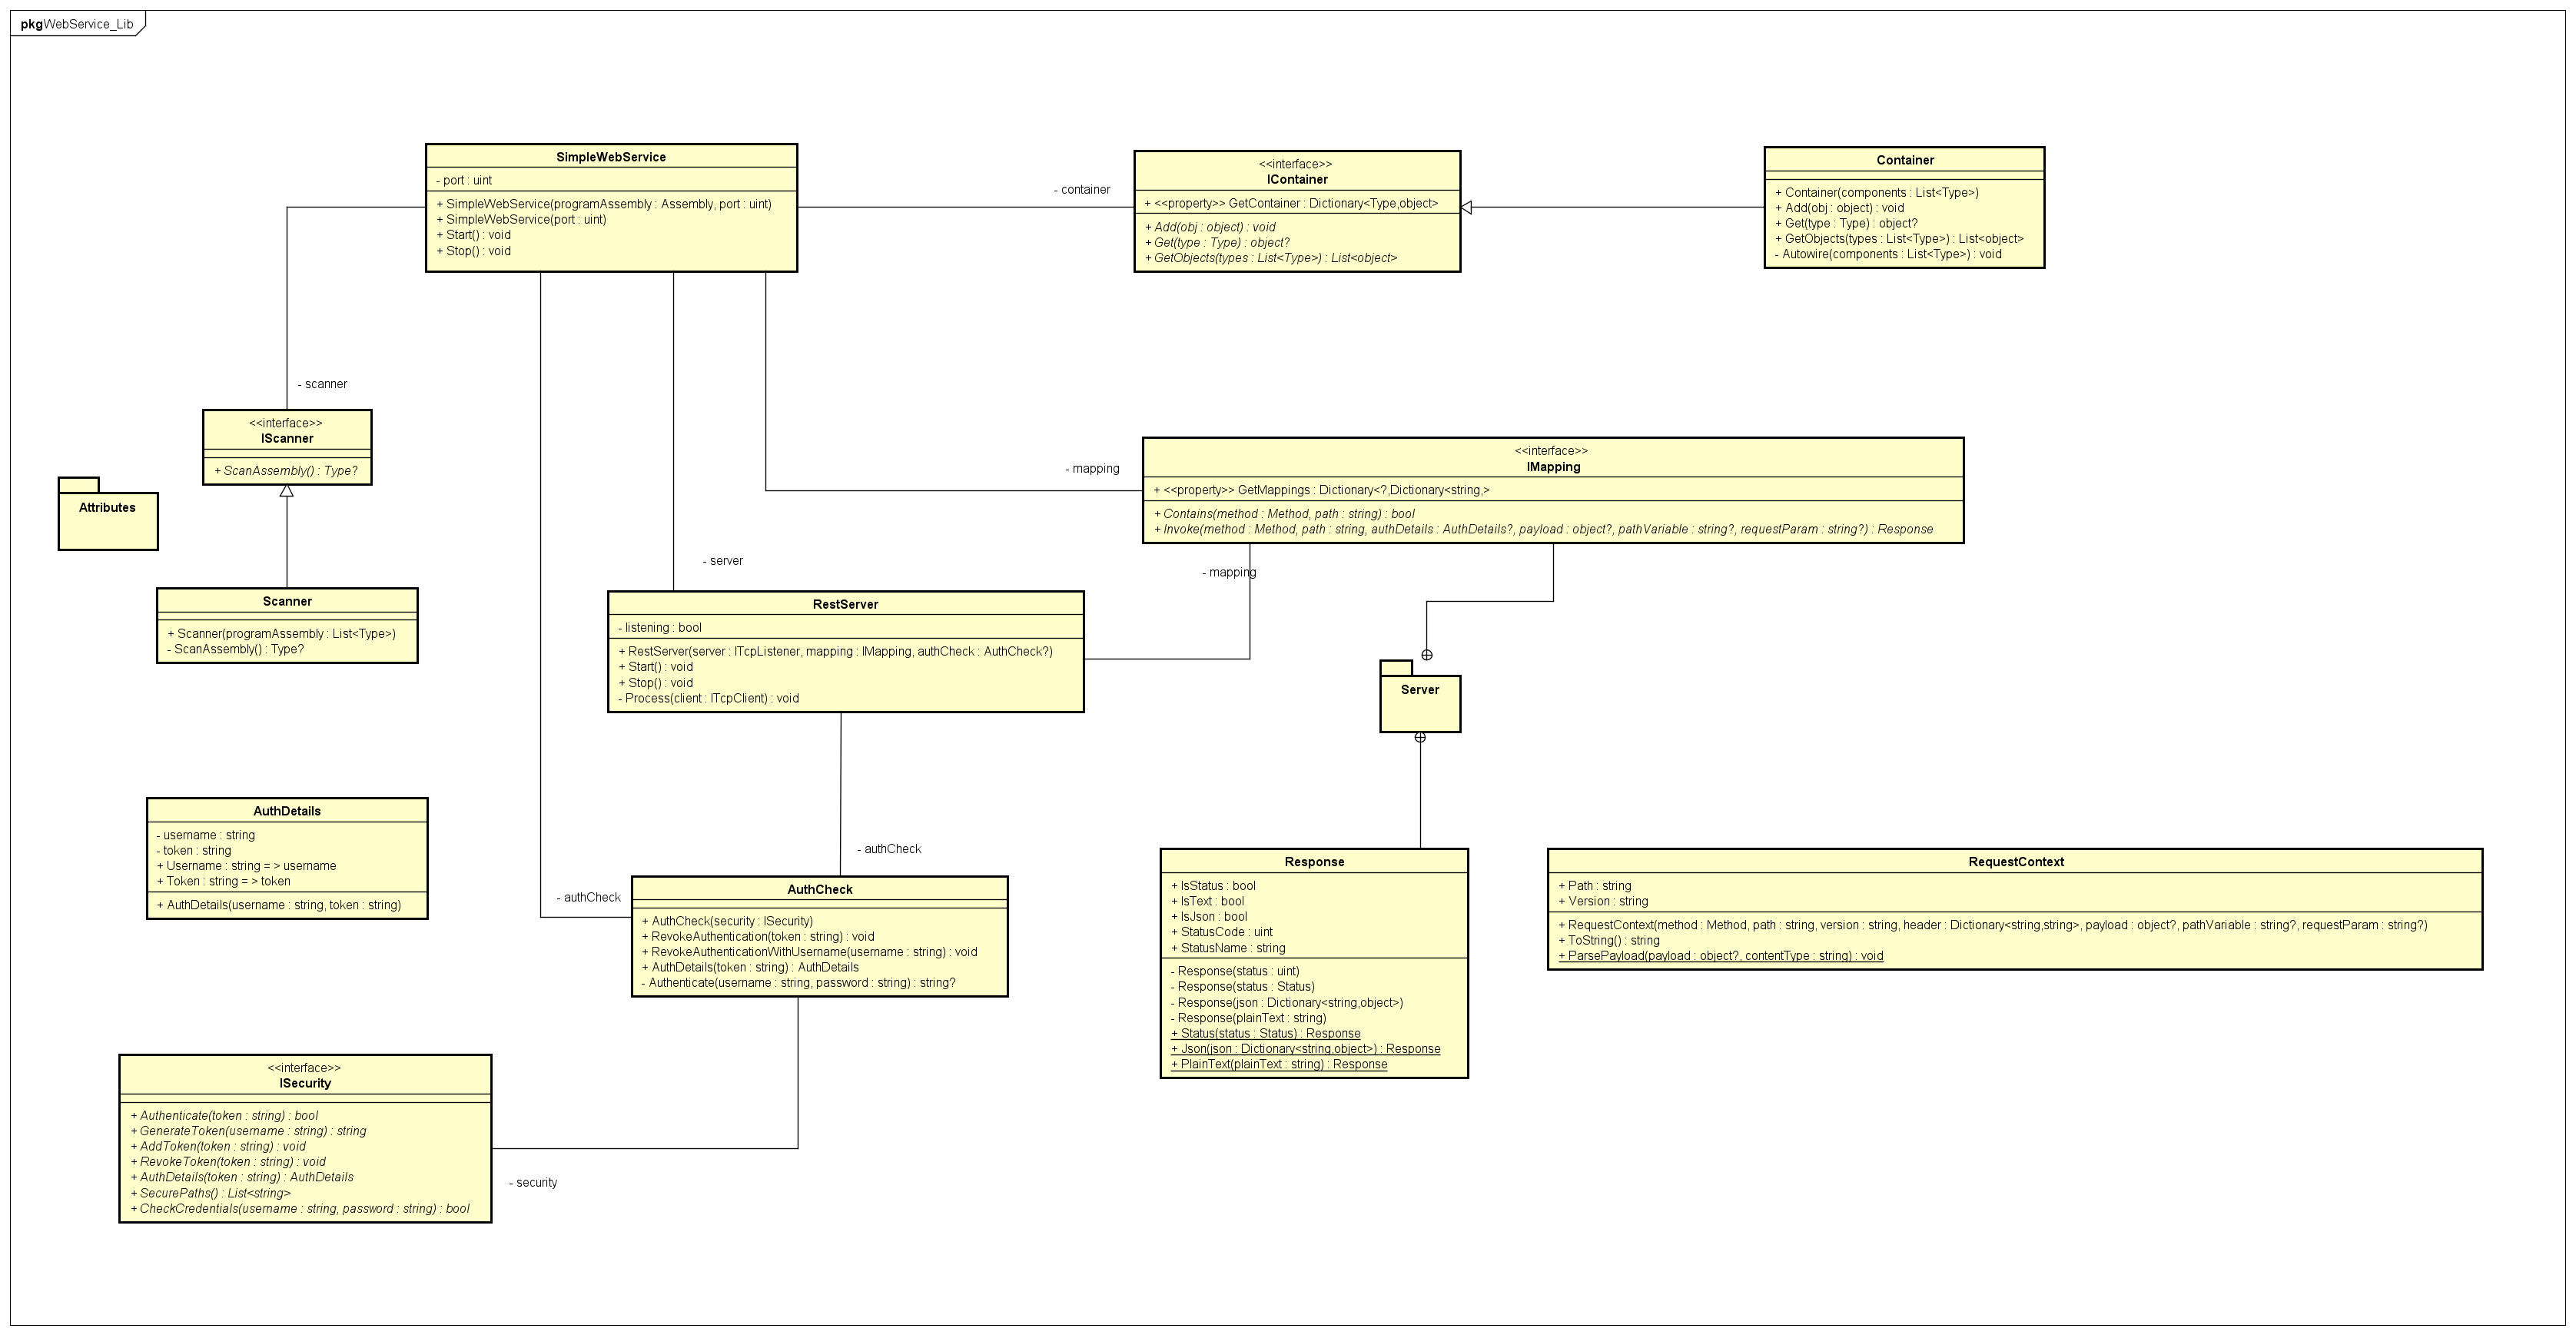 pkgWebService_Lib
SimpleWebService
- port : uint
+ SimpleWebService(programAssembly : Assembly, port : uint)
+ SimpleWebService(port : uint)
+ Start() : void
+ Stop() : void
- container
<<interface>>
IContainer
+ <<property>> GetContainer : Dictionary<Type,object>
+ Add(obj : object) : void
+ Get(type : Type) : object?
+ GetObjects(types : List<Type>) : List<object>
Container
+ Container(components : List<Type>)
+ Add(obj : object) : void
+ Get(type : Type) : object?
+ GetObjects(types : List<Type>) : List<object>
- Autowire(components : List<Type>) : void
- scanner
<<interface>>
IScanner
+ ScanAssembly() : Type?
Attributes
Scanner
+ Scanner(programAssembly : List<Type>)
- ScanAssembly() : Type?
- mapping
<<interface>>
IMapping
+ <<property>> GetMappings : Dictionary<?,Dictionary<string,>
+ Contains(method : Method, path : string) : bool
+ Invoke(method : Method, path : string, authDetails : AuthDetails?, payload : object?, pathVariable : string?, requestParam : string?) : Response
- server
- mapping
RestServer
- listening : bool
+ RestServer(server : ITcpListener, mapping : IMapping, authCheck : AuthCheck?)
+ Start() : void
+ Stop() : void
- Process(client : ITcpClient) : void
Server
AuthDetails
- username : string
- token : string
+ Username : string = > username
+ Token : string = > token
+ AuthDetails(username : string, token : string)
- authCheck
- authCheck
AuthCheck
+ AuthCheck(security : ISecurity)
+ RevokeAuthentication(token : string) : void
+ RevokeAuthenticationWithUsername(username : string) : void
+ AuthDetails(token : string) : AuthDetails
- Authenticate(username : string, password : string) : string?
Response
+ IsStatus : bool
+ IsText : bool
+ IsJson : bool
+ StatusCode : uint
+ StatusName : string
- Response(status : uint)
- Response(status : Status)
- Response(json : Dictionary<string,object>)
- Response(plainText : string)
+ Status(status : Status) : Response
+ Json(json : Dictionary<string,object>) : Response
+ PlainText(plainText : string) : Response
RequestContext
+ Path : string
+ Version : string
+ RequestContext(method : Method, path : string, version : string, header : Dictionary<string,string>, payload : object?, pathVariable : string?, requestParam : string?)
+ ToString() : string
+ ParsePayload(payload : object?, contentType : string) : void
<<interface>>
ISecurity
+ Authenticate(token : string) : bool
+ GenerateToken(username : string) : string
+ AddToken(token : string) : void
+ RevokeToken(token : string) : void
+ AuthDetails(token : string) : AuthDetails
+ SecurePaths() : List<string>
+ CheckCredentials(username : string, password : string) : bool
- security